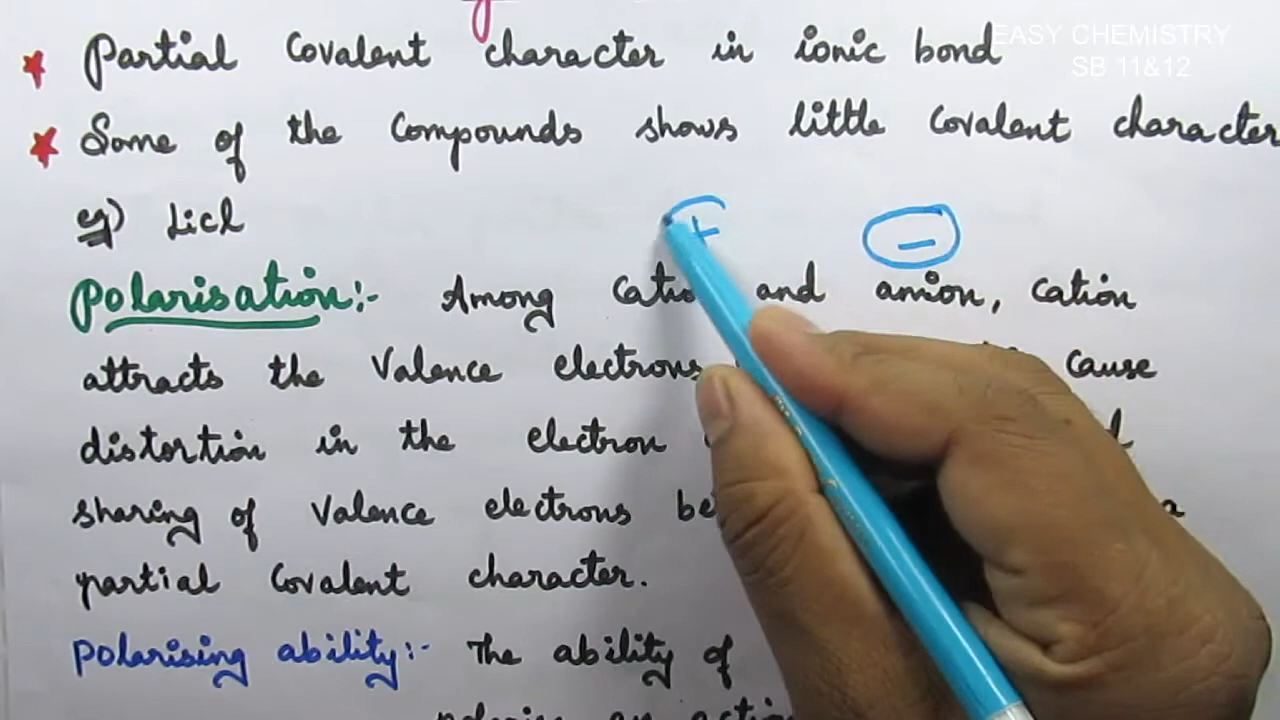 EASY CHEMISTRY
SB 11&12
Partial Covalent character in ionic bond
Some of the Compounds shows little Covalent character
eg) Licl
+ -
Polarisation:- Among and anion, cation
attracts the Valence electrons cause
distortion in the electron
sharing of Valence electrons
partial Covalent character.
Polarising ability:- The ability of